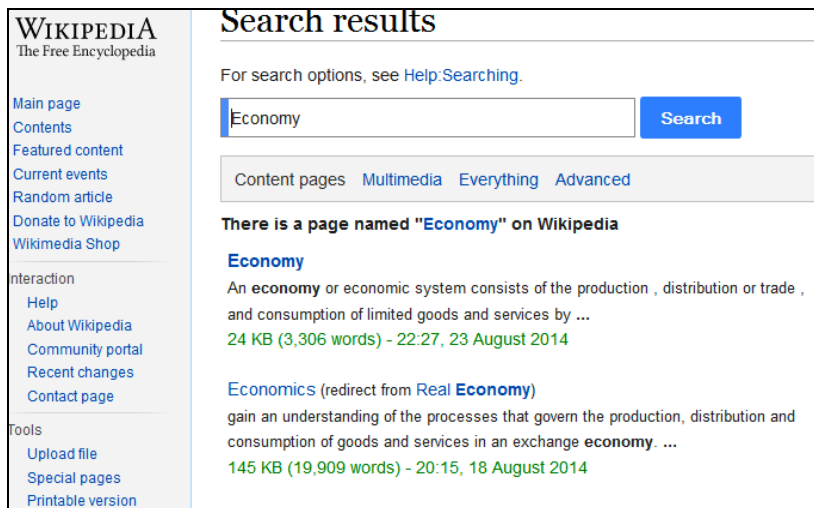 WIKIPEDIA
The Free Encyclopedia
Main page
Contents
Featured content
Current events
Random article
Donate to Wikipedia
Wikimedia Shop
Interaction
Help
About Wikipedia
Community portal
Recent changes
Contact page
Tools
Upload file
Special pages
Printable version
Search results
For search options, see Help:Searching.
Economy
Search
Content pages Multimedia Everything Advanced
There is a page named "Economy" on Wikipedia
Economy
An economy or economic system consists of the production , distribution or trade ,
and consumption of limited goods and services by ...
24 KB (3,306 words) - 22:27, 23 August 2014
Economics (redirect from Real Economy)
gain an understanding of the processes that govern the production, distribution and
consumption of goods and services in an exchange economy. ...
145 KB (19,909 words) - 20:15, 18 August 2014